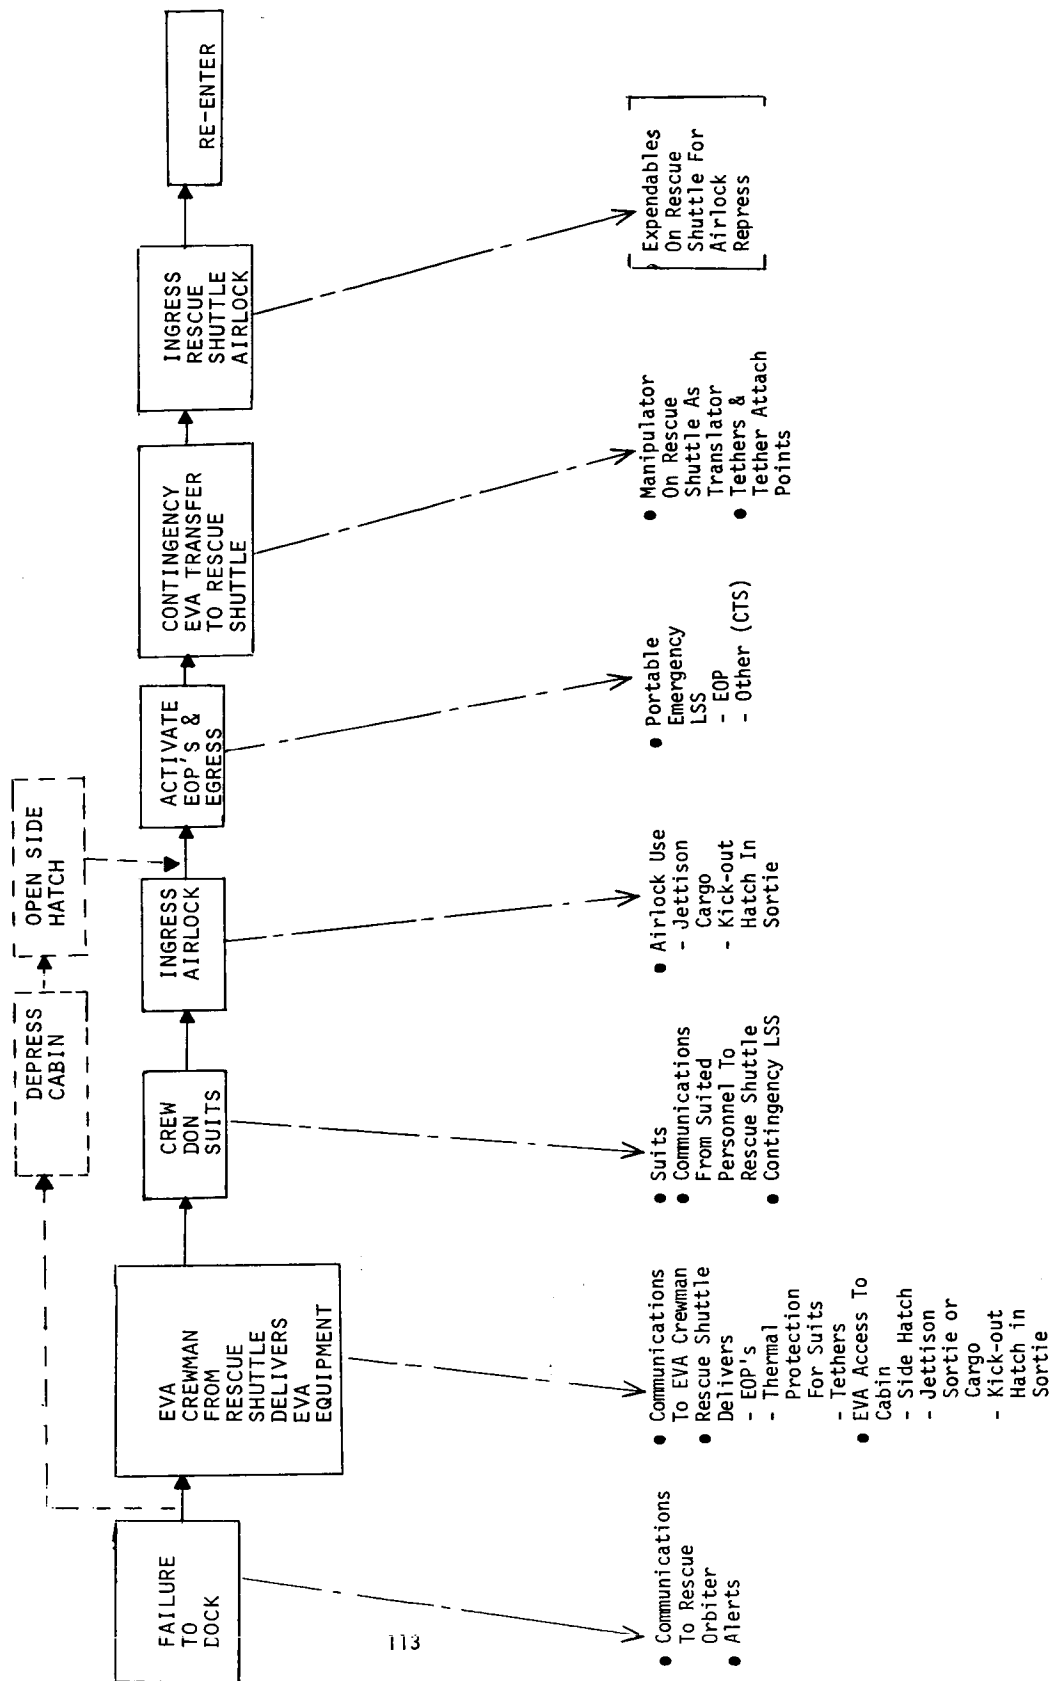 DEPRESS
CABIN
OPEN SIDE
HATCH
FAILURE
TO
DOCK
EVA
CREWMAN
FROM
RESCUE
SHUTTLE
DELIVERS
EVA
EQUIPMENT
CREW
DON
SUITS
INGRESS
AIRLOCK
ACTIVATE
EOP'S &
EGRESS
CONTINGENCY
EVA TRANSFER
TO RESCUE
SHUTTLE
INGRESS
RESCUE
SHUTTLE
AIRLOCK
RE-ENTER
● Communications
To Rescue
Orbiter
● Alerts
● Communications
To EVA Crewman
● Rescue Shuttle
Delivers
- EOP's
- Thermal
Protection
For Suits
- Tethers
● EVA Access To
Cabin
- Side Hatch
- Jettison
Sortie or
Cargo
- Kick-out
Hatch in
Sortie
● Suits
● Communications
From Suited
Personnel To
Rescue Shuttle
● Contingency LSS
● Airlock Use
- Jettison
Cargo
- Kick-out
Hatch In
Sortie
● Portable
Emergency
LSS
- EOP
- Other (CTS)
● Manipulator
On Rescue
Shuttle As
Translator
● Tethers &
Tether Attach
Points
Expendables
On Rescue
Shuttle For
Airlock
Repress
113